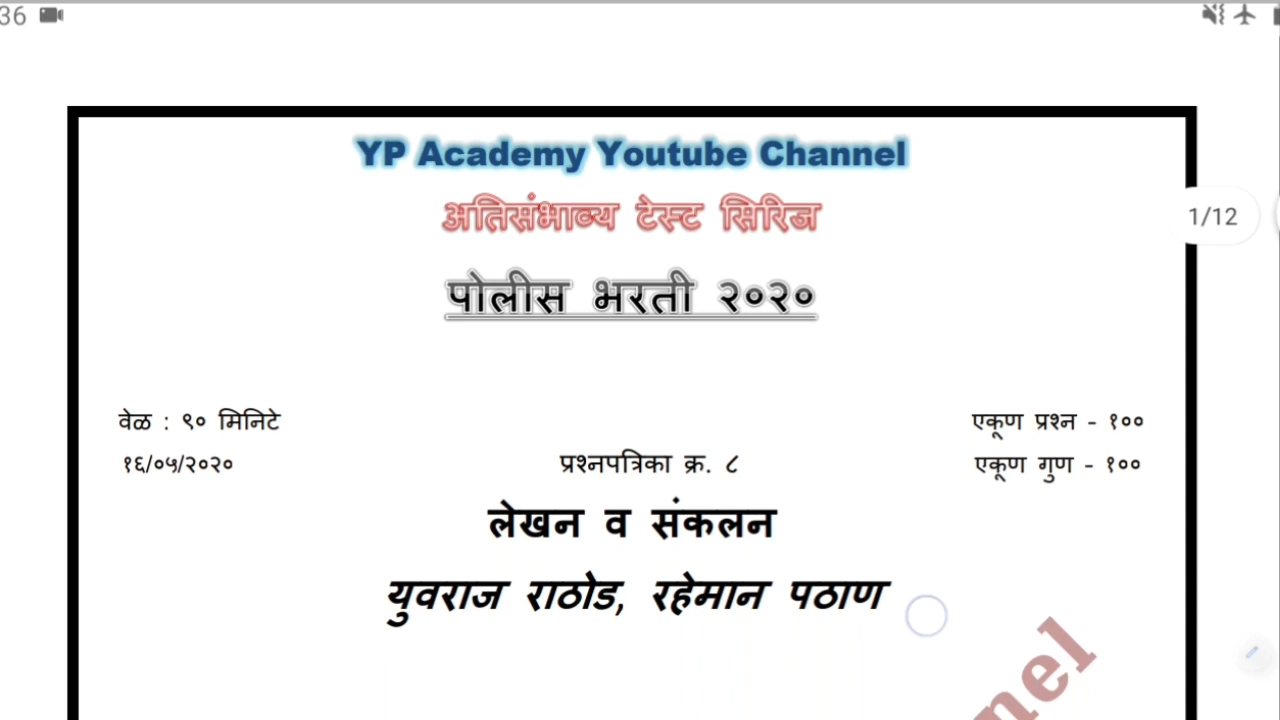 36
YP Academy Youtube Channel
अतिसंभाव्य टेस्ट सिरिज
1/12
पोलीस भरती २०२०
वेळ : ९० मिनिटे एकूण प्रश्न - १००
१६/०५/२०२० प्रश्नपत्रिका क्र. ८ एकूण गुण - १००
लेखन व संकलन
युवराज राठोड, रहेमान पठाण
nel